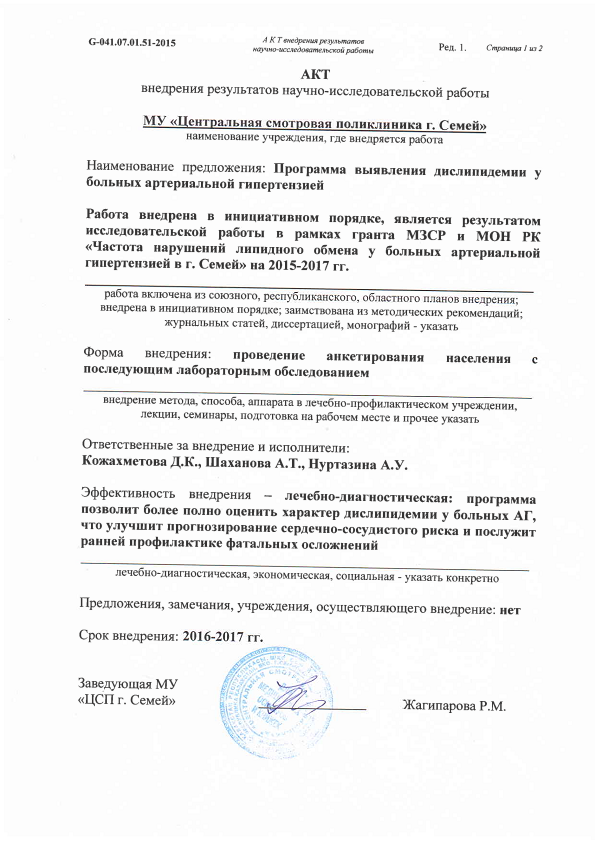 G-041.07.01.51-2015
А К Т внедрения результатов
научно-исследовательской работы
Ред. 1.
Страница 1 из 2
АКТ
внедрения результатов научно-исследовательской работы
МУ «Центральная смотровая поликлиника г. Семей»
наименование учреждения, где внедряется работа
Наименование предложения: Программа выявления дислипидемии у
больных артериальной гипертензией
Работа внедрена в инициативном порядке, является результатом
исследовательской работы в рамках гранта МЗСР и МОН РК
«Частота нарушений липидного обмена у больных артериальной
гипертензией в г. Семей» на 2015-2017 гг.
работа включена из союзного, республиканского, областного планов внедрения;
внедрена в инициативном порядке; заимствована из методических рекомендаций;
журнальных статей, диссертацией, монографий - указать
Форма внедрения: проведение анкетирования населения с
последующим лабораторным обследованием
внедрение метода, способа, аппарата в лечебно-профилактическом учреждении,
лекции, семинары, подготовка на рабочем месте и прочее указать
Ответственные за внедрение и исполнители:
Кожахметова Д.К., Шаханова А.Т., Нуртазина А.У.
Эффективность внедрения – лечебно-диагностическая: программа
позволит более полно оценить характер дислипидемии у больных АГ,
что улучшит прогнозирование сердечно-сосудистого риска и послужит
ранней профилактике фатальных осложнений
лечебно-диагностическая, экономическая, социальная - указать конкретно
Предложения, замечания, учреждения, осуществляющего внедрение: нет
Срок внедрения: 2016-2017 гг.
Заведующая МУ
«ЦСП г. Семей»
Жагипарова Р.М.